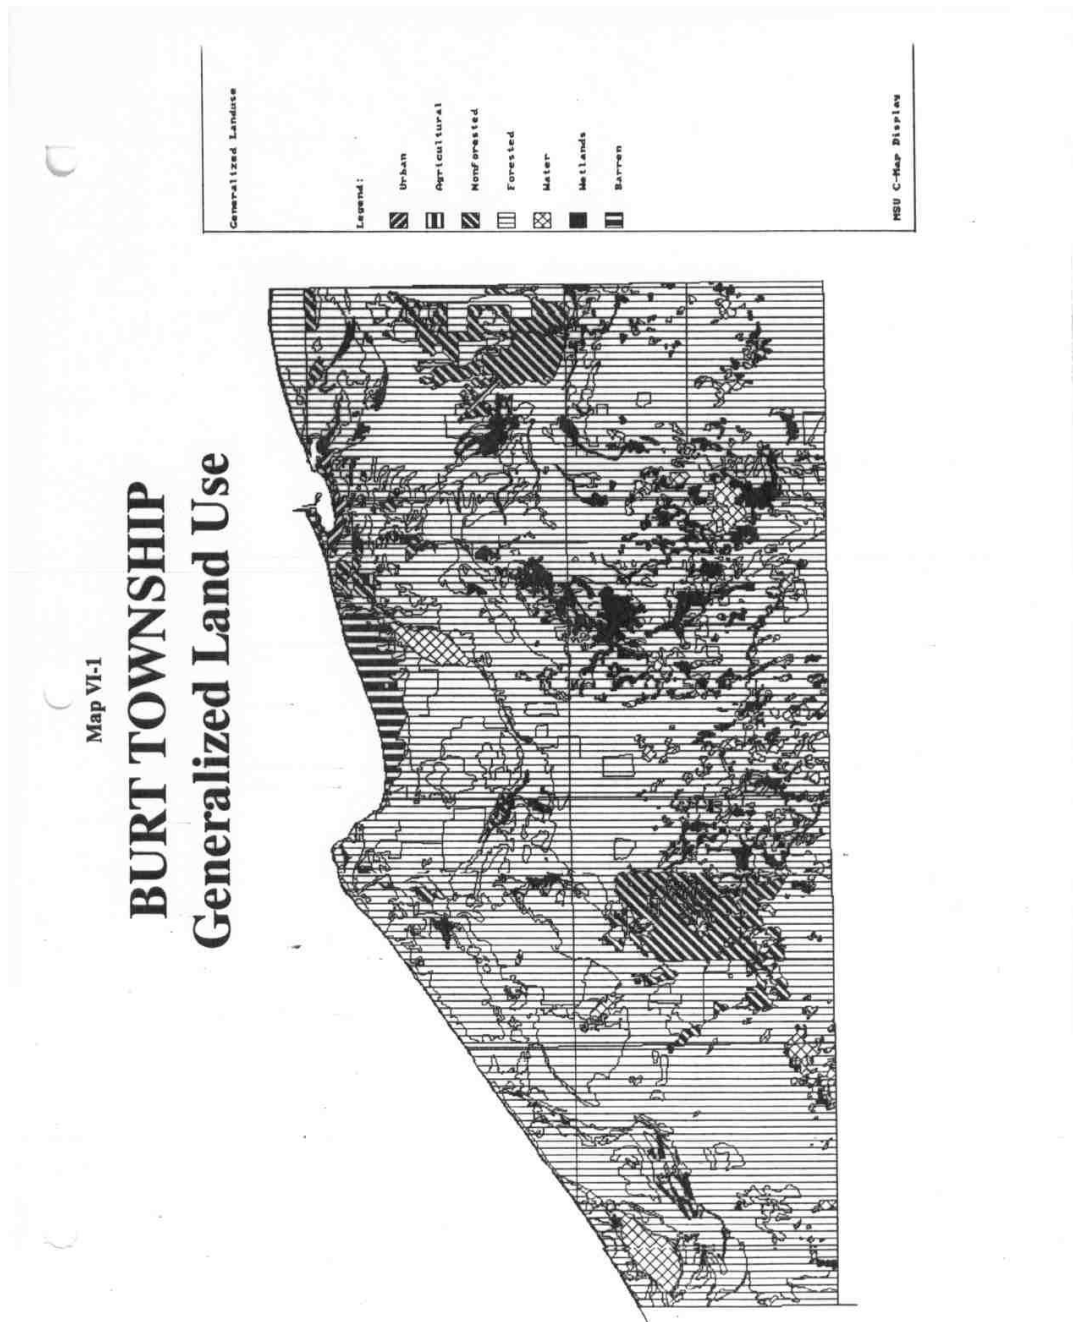 Map VI-1
BURT TOWNSHIP
Generalized Land Use
Generalized Landuse
Legend:
Urban
Agricultural
Nonforested
Forested
Water
Wetlands
Barren
MSU C-Map Display